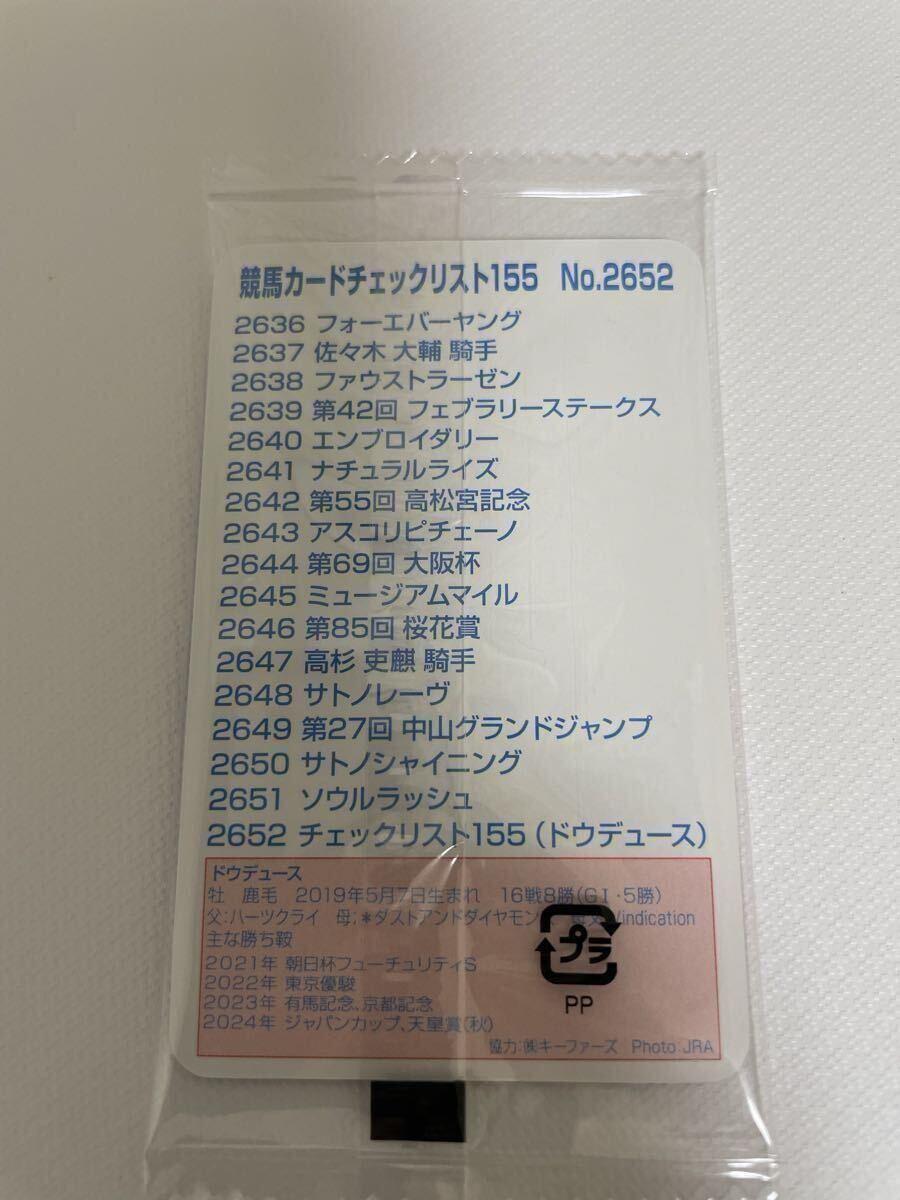 競馬カードチェックリスト155 No.2652
2636 フォーエバーヤング
2637 佐々木 大輔 騎手
2638 ファウストラーゼン
2639 第42回 フェブラリーステークス
2640 エンブロイダリー
2641 ナチュラルライズ
2642 第55回 高松宮記念
2643 アスコリピチェーノ
2644 第69回 大阪杯
2645 ミュージアムマイル
2646 第85回 桜花賞
2647 高杉 吏麒 騎手
2648 サトノレーヴ
2649 第27回 中山グランドジャンプ
2650 サトノシャイニング
2651 ソウルラッシュ
2652 チェックリスト155(ドウデュース)
ドウデュース
牡 鹿毛 2019年5月7日生まれ 16戦8勝(GⅠ・5勝)
父:ハーツクライ 母:*ダストアンドダイヤモン /indication
主な勝ち鞍
2021年 朝日杯フューチュリティS
2022年 東京優駿
2023年 有馬記念、京都記念
2024年 ジャパンカップ、天皇賞(秋)
協力:㈱キーファーズ Photo:JRA
プラ
PP